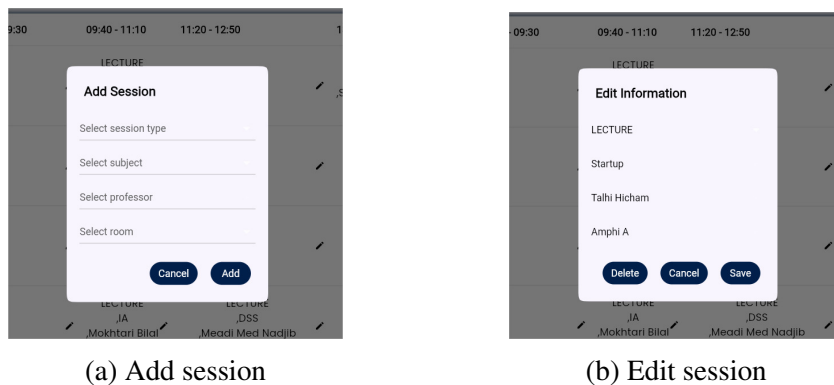 9:30 09:40 - 11:10 11:20 - 12:50 1
LECTURE
Add Session
Select session type
Select subject
Select professor
Select room
Cancel Add
LECTURE LECTURE
,IA ,DSS
,Mokhtari Bilal ,Meadi Med Nadjib
(a) Add session
- 09:30 09:40 - 11:10 11:20 - 12:50
LECTURE
Edit Information
LECTURE
Startup
Talhi Hicham
Amphi A
Delete Cancel Save
LECTURE LECTURE
,IA ,DSS
,Mokhtari Bilal ,Meadi Med Nadjib
(b) Edit session